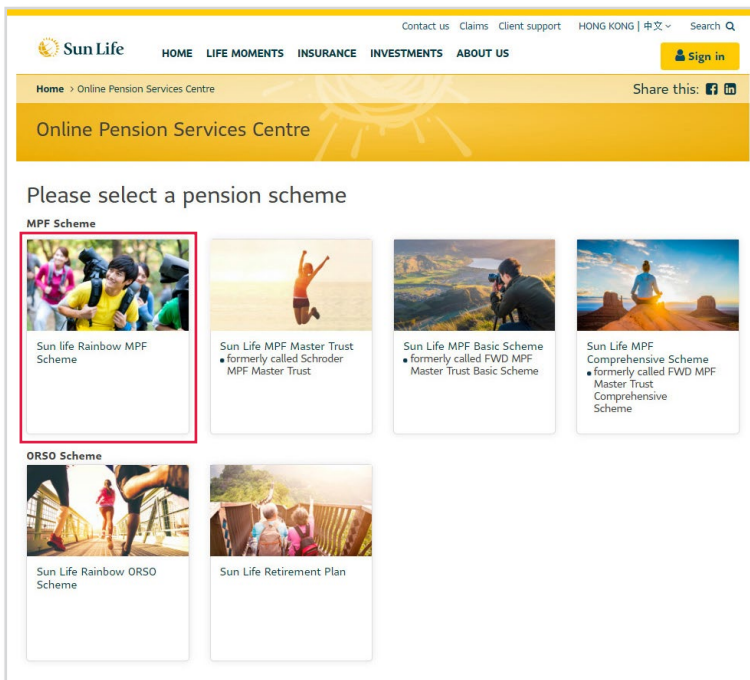 Contact us Claims Client support HONG KONG | 中文 Search
Sun Life HOME LIFE MOMENTS INSURANCE INVESTMENTS ABOUT US Sign in
Home > Online Pension Services Centre Share this:
Online Pension Services Centre
Please select a pension scheme
MPF Scheme
Sun life Rainbow MPF
Scheme
Sun Life MPF Master Trust
• formerly called Schroder
MPF Master Trust
Sun Life MPF Basic Scheme
• formerly called FWD MPF
Master Trust Basic Scheme
Sun Life MPF
Comprehensive Scheme
• formerly called FWD MPF
Master Trust
Comprehensive
Scheme
ORSO Scheme
Sun Life Rainbow ORSO
Scheme
Sun Life Retirement Plan